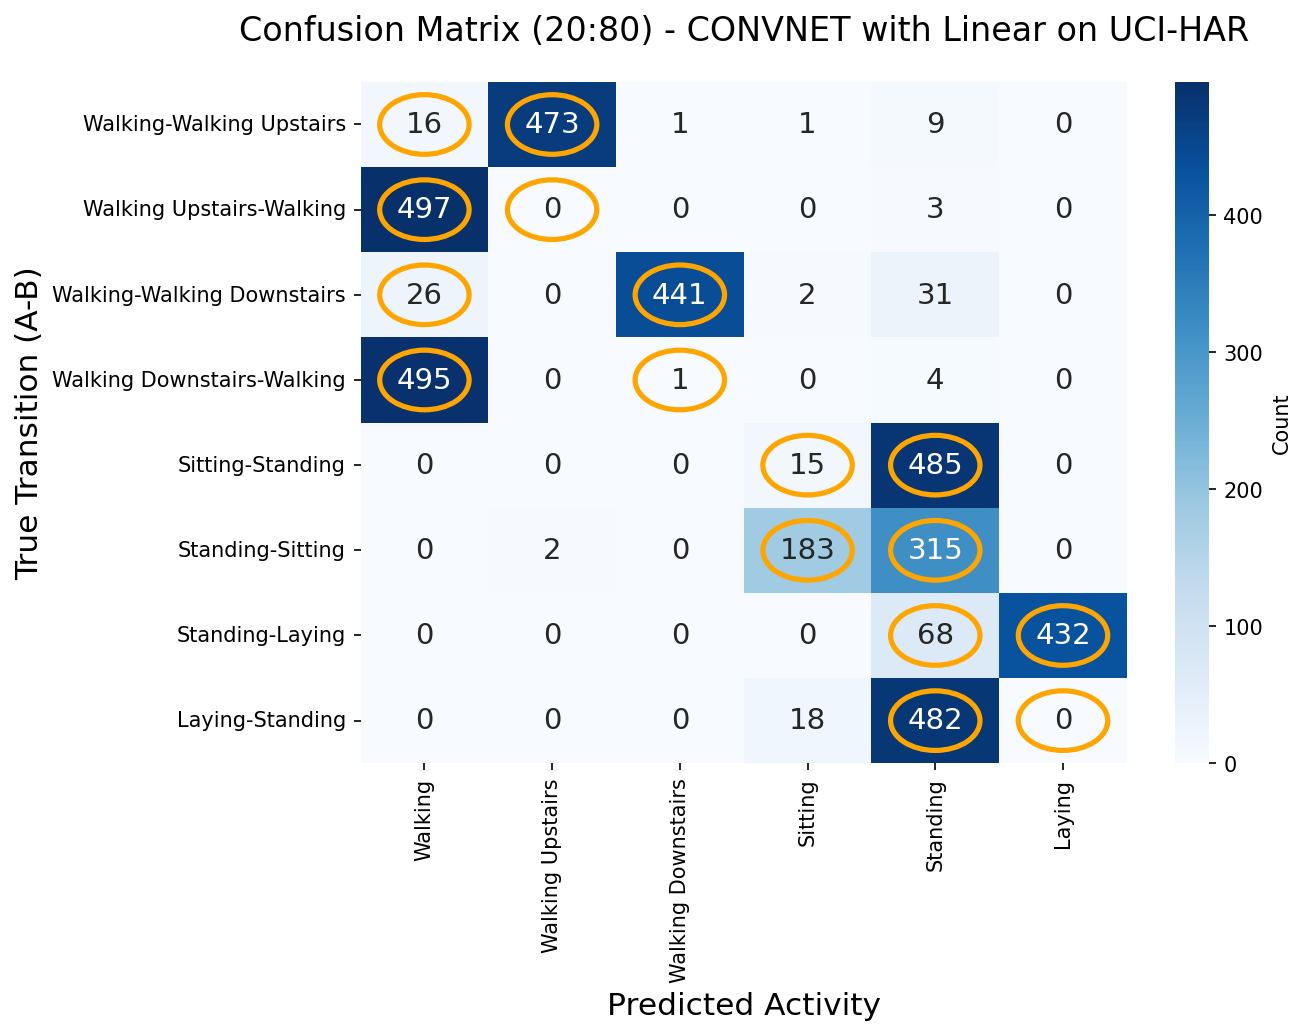 Confusion Matrix (20:80) - CONVNET with Linear on UCI-HAR
True Transition (A-B)
Walking-Walking Upstairs 16 473 1 1 9 0
Walking Upstairs-Walking 497 0 0 0 3 0
Walking-Walking Downstairs 26 0 441 2 31 0
Walking Downstairs-Walking 495 0 1 0 4 0
Sitting-Standing 0 0 0 15 485 0
Standing-Sitting 0 2 0 183 315 0
Standing-Laying 0 0 0 0 68 432
Laying-Standing 0 0 0 18 482 0
Walking
Walking Upstairs
Walking Downstairs
Sitting
Standing
Laying
Predicted Activity
400
300
200
100
0
Count